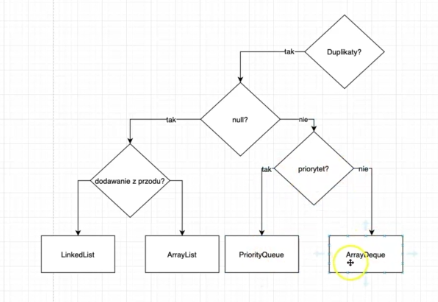 Duplikaty?
tak
null?
tak
nie
dodawanie z przodu?
priorytet?
tak
nie
LinkedList
ArrayList
PriorityQueue
ArrayDeque